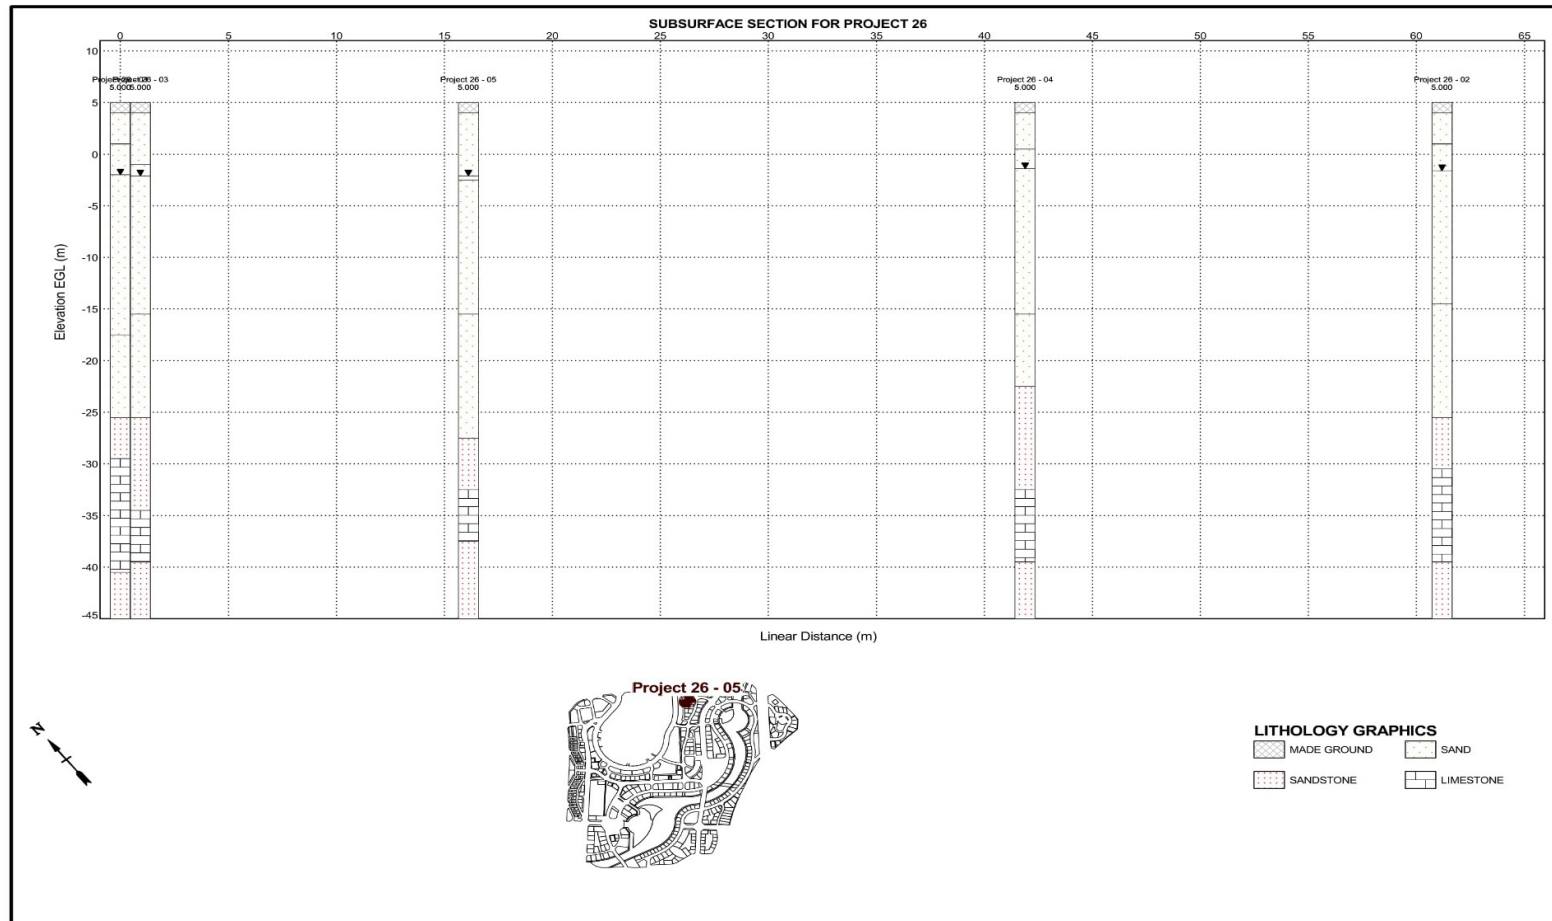 SUBSURFACE SECTION FOR PROJECT 26
0 5 10 15 20 25 30 35 40 45 50 55 60 65
10
Project 26 - 03
Project 26 - 05
Project 26 - 04
Project 26 - 02
5.000 5.000
5.000
5.000
5.000
5
0
-5
-10
-15
-20
-25
-30
-35
-40
-45
Elevation EGL (m)
Linear Distance (m)
Project 26 - 05
N
LITHOLOGY GRAPHICS
MADE GROUND
SAND
SANDSTONE
LIMESTONE